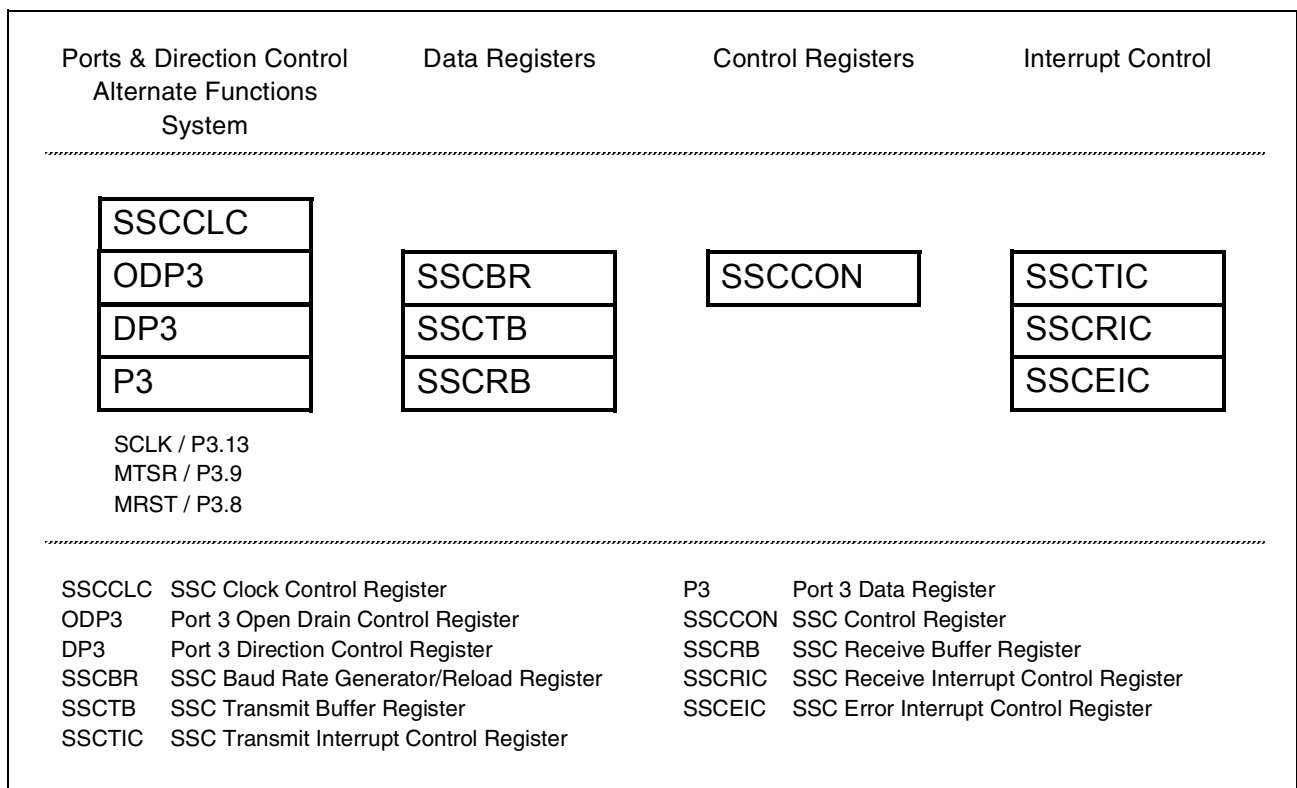 Ports & Direction Control
Alternate Functions
System
Data Registers
Control Registers
Interrupt Control
SSCCLC
ODP3
DP3
P3
SCLK / P3.13
MTSR / P3.9
MRST / P3.8
SSCBR
SSCTB
SSCRB
SSCCON
SSCTIC
SSCRIC
SSCEIC
SSCCLC SSC Clock Control Register
ODP3 Port 3 Open Drain Control Register
DP3 Port 3 Direction Control Register
SSCBR SSC Baud Rate Generator/Reload Register
SSCTB SSC Transmit Buffer Register
SSCTIC SSC Transmit Interrupt Control Register
P3 Port 3 Data Register
SSCCON SSC Control Register
SSCRB SSC Receive Buffer Register
SSCRIC SSC Receive Interrupt Control Register
SSCEIC SSC Error Interrupt Control Register